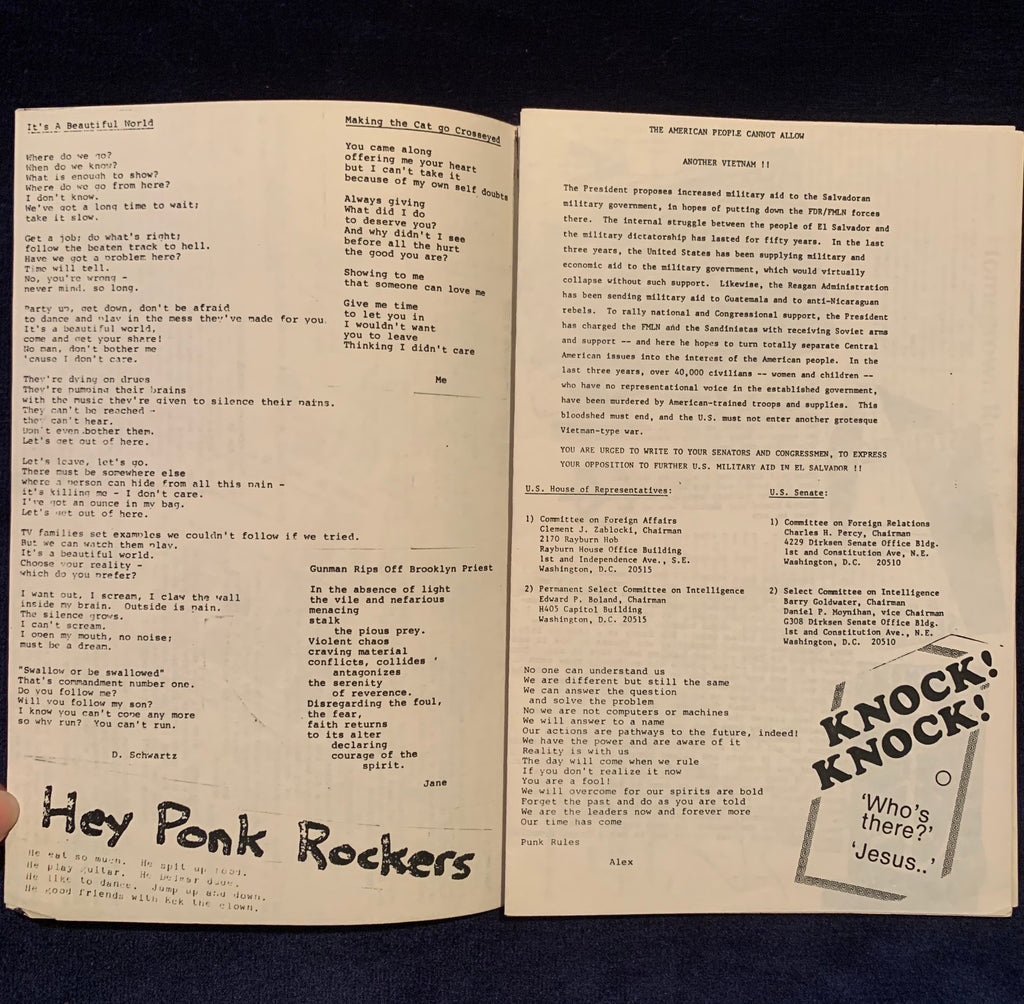 It's A Beautiful World
Where do we go?
When do we know?
What is enough to show?
Where do we go from here?
I don't know.
We've got a long time to wait;
take it slow.
Get a job; do what's right;
follow the beaten track to hell.
Have we got a problem here?
Time will tell.
No, you're wrong -
never mind. so long.
Party up, get down, don't be afraid
to dance and play in the mess they've made for you.
It's a beautiful world,
come and get your share!
No man, don't bother me
'cause I don't care.
They're dying on drugs
They're pumping their brains
with the music they're given to silence their pains.
They can't be reached -
they can't hear.
Don't even bother them.
Let's get out of here.
Let's leave, let's go.
There must be somewhere else
where a person can hide from all this pain -
it's killing me - I don't care.
I've got an ounce in my bag.
Let's get out of here.
TV families set examples we couldn't follow if we tried.
But we can watch them play.
It's a beautiful world.
Choose your reality -
which do you prefer?
I want out, I scream, I claw the wall
inside my brain. Outside is pain.
The silence grows.
I can't scream.
I open my mouth, no noise;
must be a dream.
"Swallow or be swallowed"
That's commandment number one.
Do you follow me?
Will you follow my son?
I know you can't cope any more
so why run? You can't run.
D. Schwartz
Making the Cat go Crosseyed
You came along
offering me your heart
but I can't take it
because of my own self doubts
Always giving
What did I do
to deserve you?
And why didn't I see
before all the hurt
the good you are?
Showing to me
that someone can love me
Give me time
to let you in
I wouldn't want
you to leave
Thinking I didn't care
Me
Gunman Rips Off Brooklyn Priest
In the absence of light
the vile and nefarious
menacing
stalk
the pious prey.
Violent chaos
craving material
conflicts, collides
antagonizes
the serenity
of reverence.
Disregarding the foul,
the fear,
faith returns
to its alter
declaring
courage of the
spirit.
Jane
Hey Ponk Rockers
He eat so much. He spit up food.
He play guitar. He dude.
He like to dance. Jump up and down.
He good friends with Eck the clown.
THE AMERICAN PEOPLE CANNOT ALLOW
ANOTHER VIETNAM !!
The President proposes increased military aid to the Salvadoran
military government, in hopes of putting down the FDR/FMLN forces
there. The internal struggle between the people of El Salvador and
the military dictatorship has lasted for fifty years. In the last
three years, the United States has been supplying military and
economic aid to the military government, which would virtually
collapse without such support. Likewise, the Reagan Administration
has been sending military aid to Guatemala and to anti-Nicaraguan
rebels. To rally national and Congressional support, the President
has charged the FMLN and the Sandinistas with receiving Soviet arms
and support -- and here he hopes to turn totally separate Central
American issues into the interest of the American people. In the
last three years, over 40,000 civilians -- women and children --
who have no representational voice in the established government,
have been murdered by American-trained troops and supplies. This
bloodshed must end, and the U.S. must not enter another grotesque
Vietman-type war.
YOU ARE URGED TO WRITE TO YOUR SENATORS AND CONGRESSMEN, TO EXPRESS
YOUR OPPOSITION TO FURTHER U.S. MILITARY AID IN EL SALVADOR !!
U.S. House of Representatives:
1) Committee on Foreign Affairs
Clement J. Zablocki, Chairman
2170 Rayburn Hob
Rayburn House Office Building
1st and Independence Ave., S.E.
Washington, D.C. 20515
2) Permanent Select Committee on Intelligence
Edward P. Boland, Chairman
H405 Capitol Building
Washington, D.C. 20515
U.S. Senate:
1) Committee on Foreign Relations
Charles H. Percy, Chairman
4229 Dirksen Senate Office Bldg.
1st and Constitution Ave, N.E.
Washington, D.C. 20510
2) Select Committee on Intelligence
Barry Goldwater, Chairman
Daniel P. Moynihan, vice Chairman
G308 Dirksen Senate Office Bldg.
1st and Constitution Ave., N.E.
Washington, D.C. 20510
No one can understand us
We are different but still the same
We can answer the question
and solve the problem
No we are not computers or machines
We will answer to a name
Our actions are pathways to the future, indeed!
We have the power and are aware of it
Reality is with us
The day will come when we rule
If you don't realize it now
You are a fool!
We will overcome for our spirits are bold
Forget the past and do as you are told
We are the leaders now and forever more
Our time has come
Punk Rules
Alex
KNOCK!
KNOCK!
'Who's
there?'
'Jesus..'